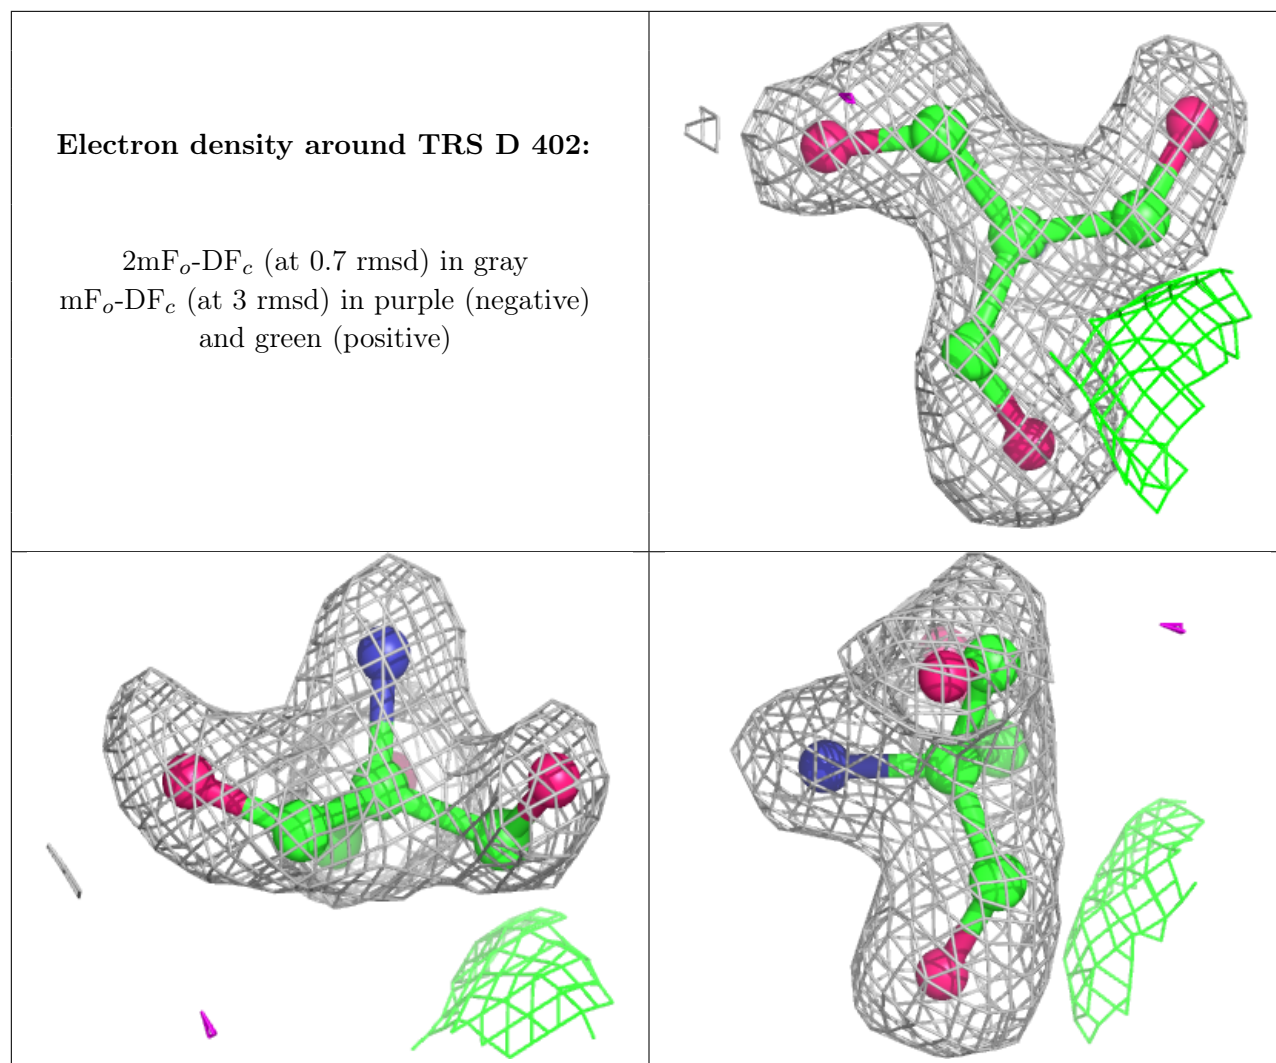 Electron density around TRS D 402:
2mFo-DFc (at 0.7 rmsd) in gray
mFo-DFc (at 3 rmsd) in purple (negative)
and green (positive)